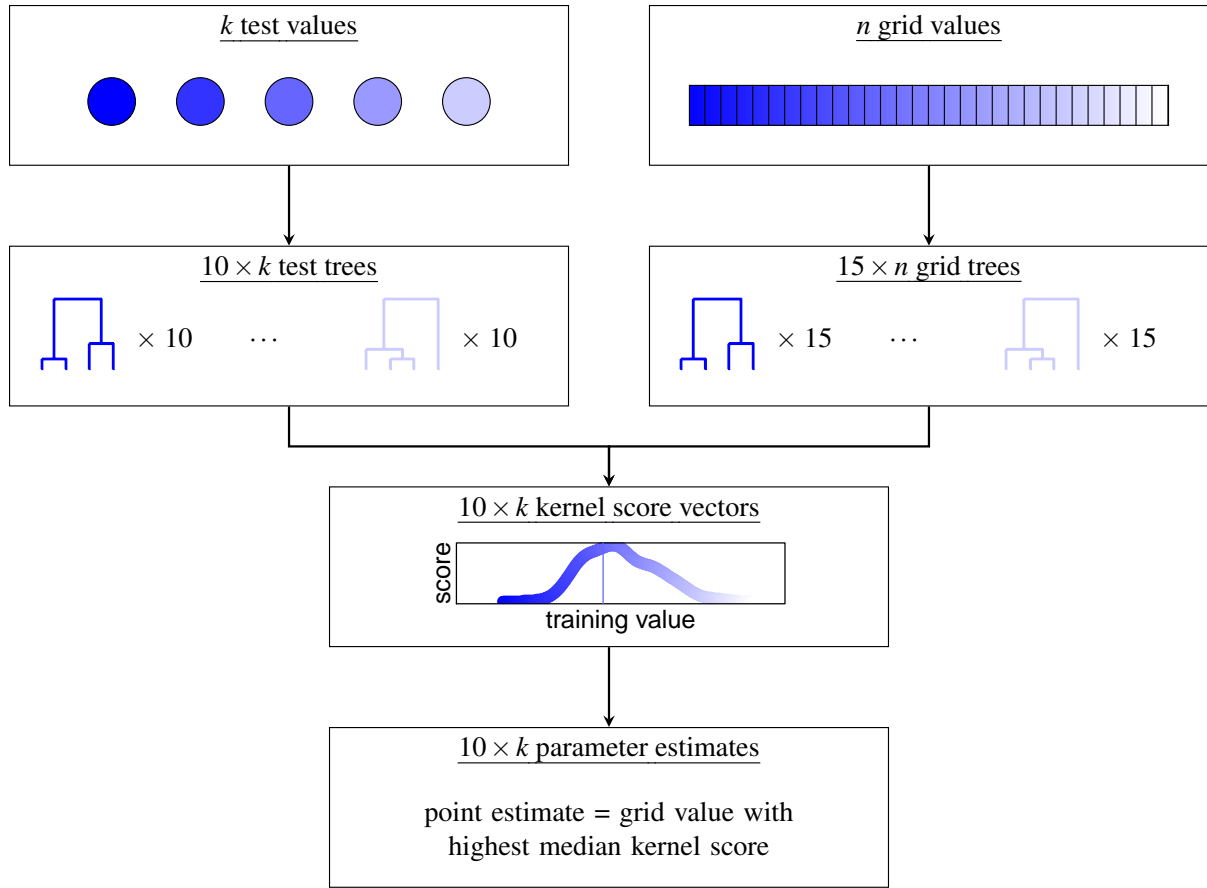 k test values
n grid values
10 × k test trees
× 10 ··· × 10
15 × n grid trees
× 15 ··· × 15
10 × k kernel score vectors
score
training value
10 × k parameter estimates
point estimate = grid value with
highest median kernel score